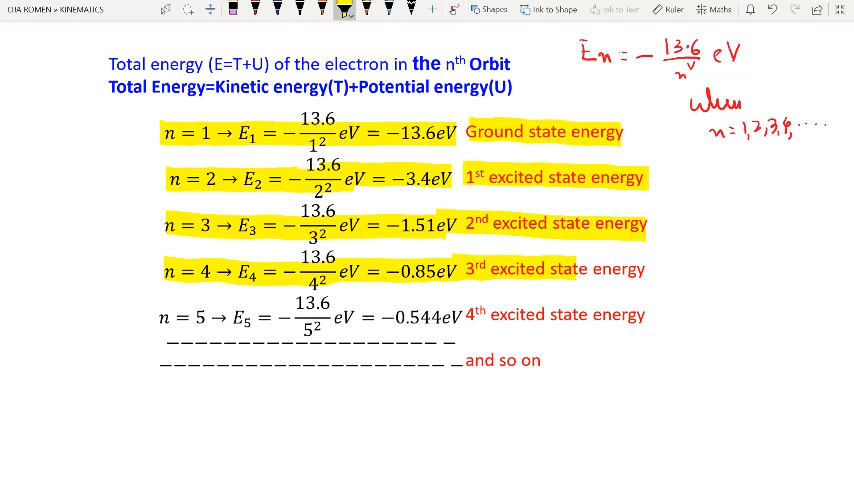 OJA ROMEN > KINEMATICS
Shapes
Ink to Shape
Ink to Text
Ruler
Maths
Total energy (E=T+U) of the electron in the nth Orbit
Total Energy=Kinetic energy(T)+Potential energy(U)
Eₙ = − 13.6/n² eV
when
n = 1, 2, 3, 4, ....
n = 1 → E₁ = − 13.6/1² eV = −13.6eV Ground state energy
n = 2 → E₂ = − 13.6/2² eV = −3.4eV 1st excited state energy
n = 3 → E₃ = − 13.6/3² eV = −1.51eV 2nd excited state energy
n = 4 → E₄ = − 13.6/4² eV = −0.85eV 3rd excited state energy
n = 5 → E₅ = − 13.6/5² eV = −0.544eV 4th excited state energy
and so on